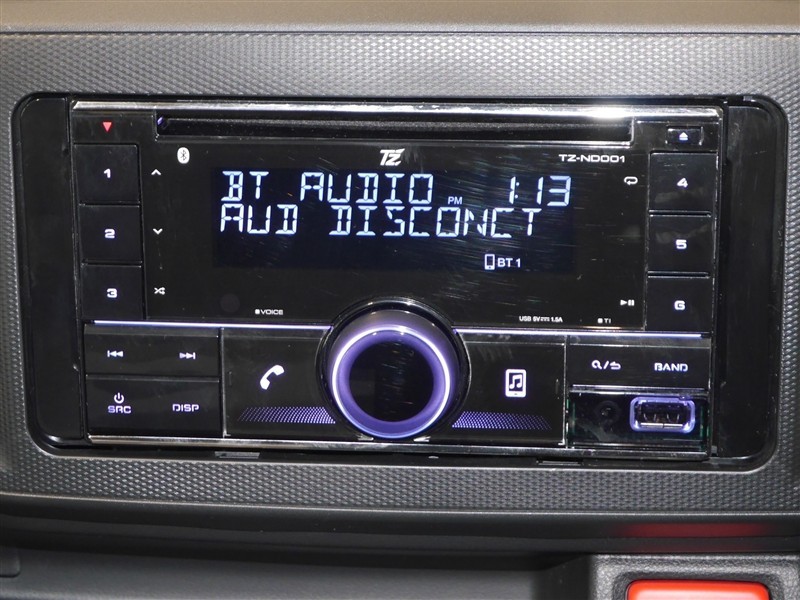 TZ
TZ-ND001
1
4
BT AUDIO PM 1:13
AUD DISCONCT
2
5
BT 1
3
6
VOICE
USB 5V 1.5A
TI
BAND
SRC
DISP